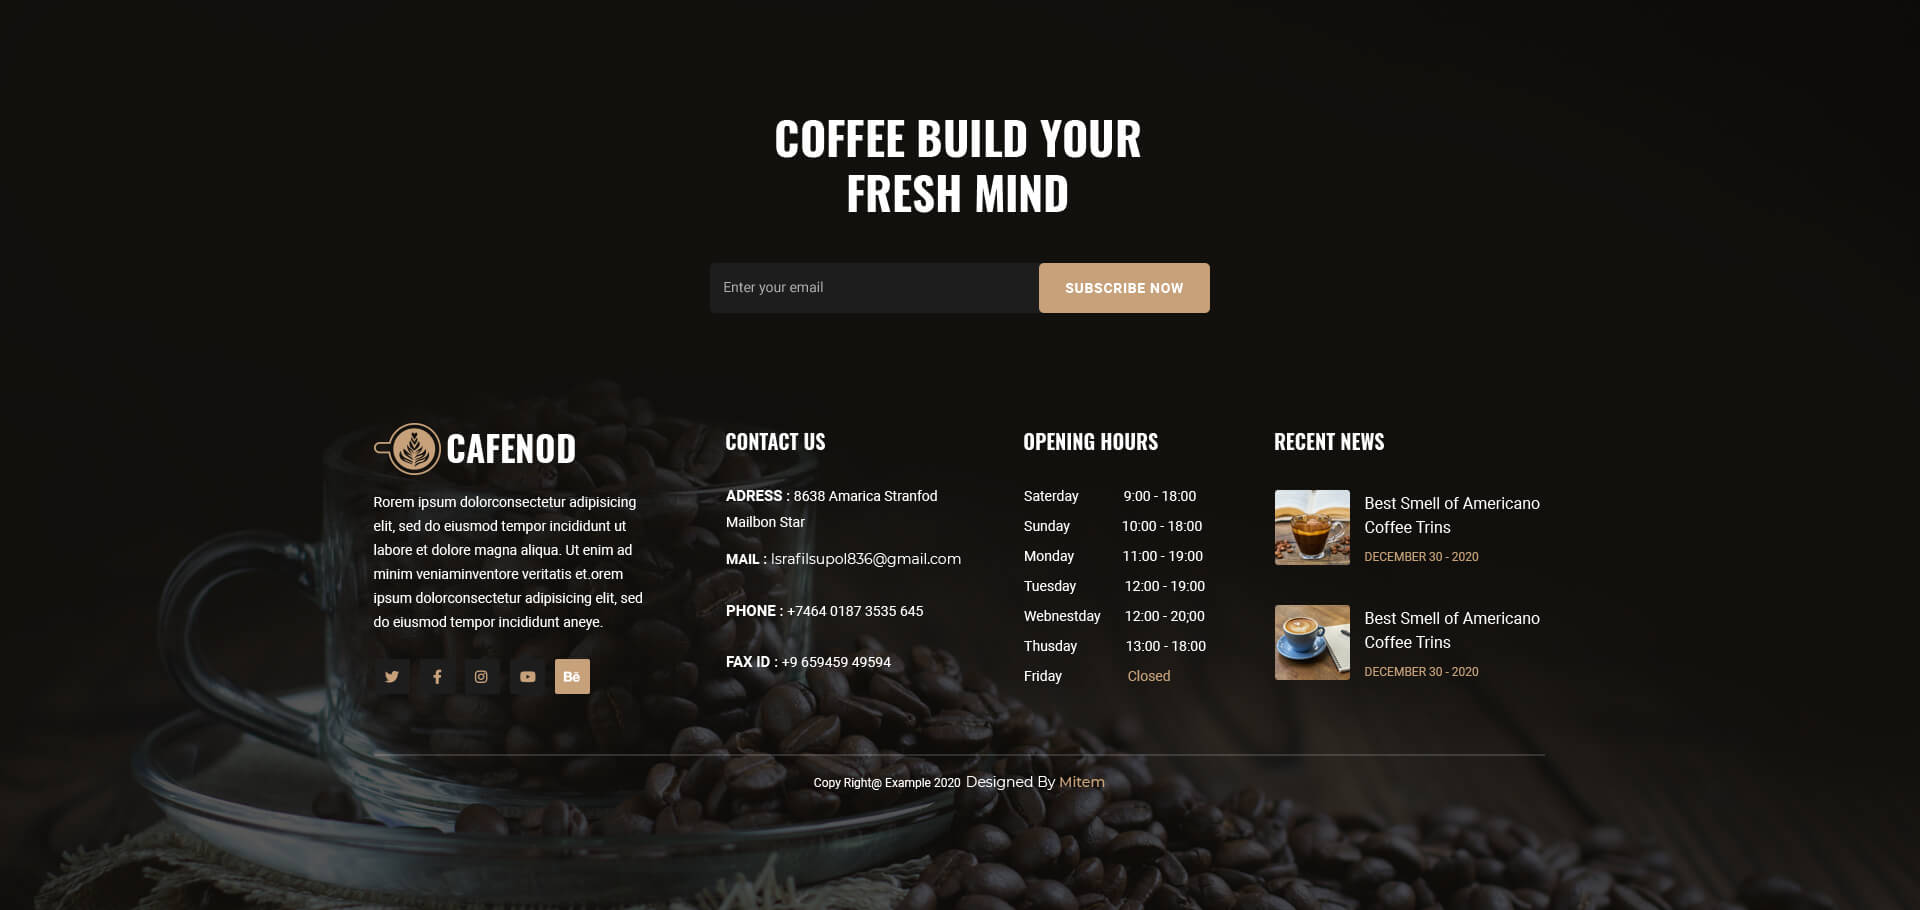 COFFEE BUILD YOUR
FRESH MIND
Enter your email
SUBSCRIBE NOW
CAFENOD
Rorem ipsum dolorconsectetur adipisicing
elit, sed do eiusmod tempor incididunt ut
labore et dolore magna aliqua. Ut enim ad
minim veniaminventore veritatis et.orem
ipsum dolorconsectetur adipisicing elit, sed
do eiusmod tempor incididunt aneye.
Bē
CONTACT US
ADRESS : 8638 Amarica Stranfod
Mailbon Star
MAIL : lsrafilsupol836@gmail.com
PHONE : +7464 0187 3535 645
FAX ID : +9 659459 49594
OPENING HOURS
Saterday 9:00 - 18:00
Sunday 10:00 - 18:00
Monday 11:00 - 19:00
Tuesday 12:00 - 19:00
Webnestday 12:00 - 20;00
Thusday 13:00 - 18:00
Friday Closed
RECENT NEWS
Best Smell of Americano
Coffee Trins
DECEMBER 30 - 2020
Best Smell of Americano
Coffee Trins
DECEMBER 30 - 2020
Copy Right@ Example 2020 Designed By Mitem